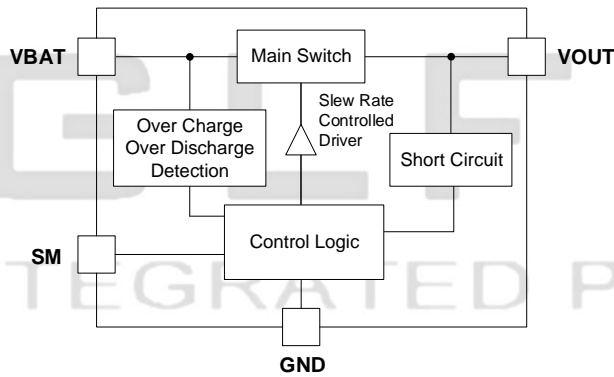 VBAT
Main Switch
VOUT
Slew Rate
Controlled
Driver
Over Charge
Over Discharge
Detection
Short Circuit
SM
Control Logic
GND
GLF
TEGRATED P